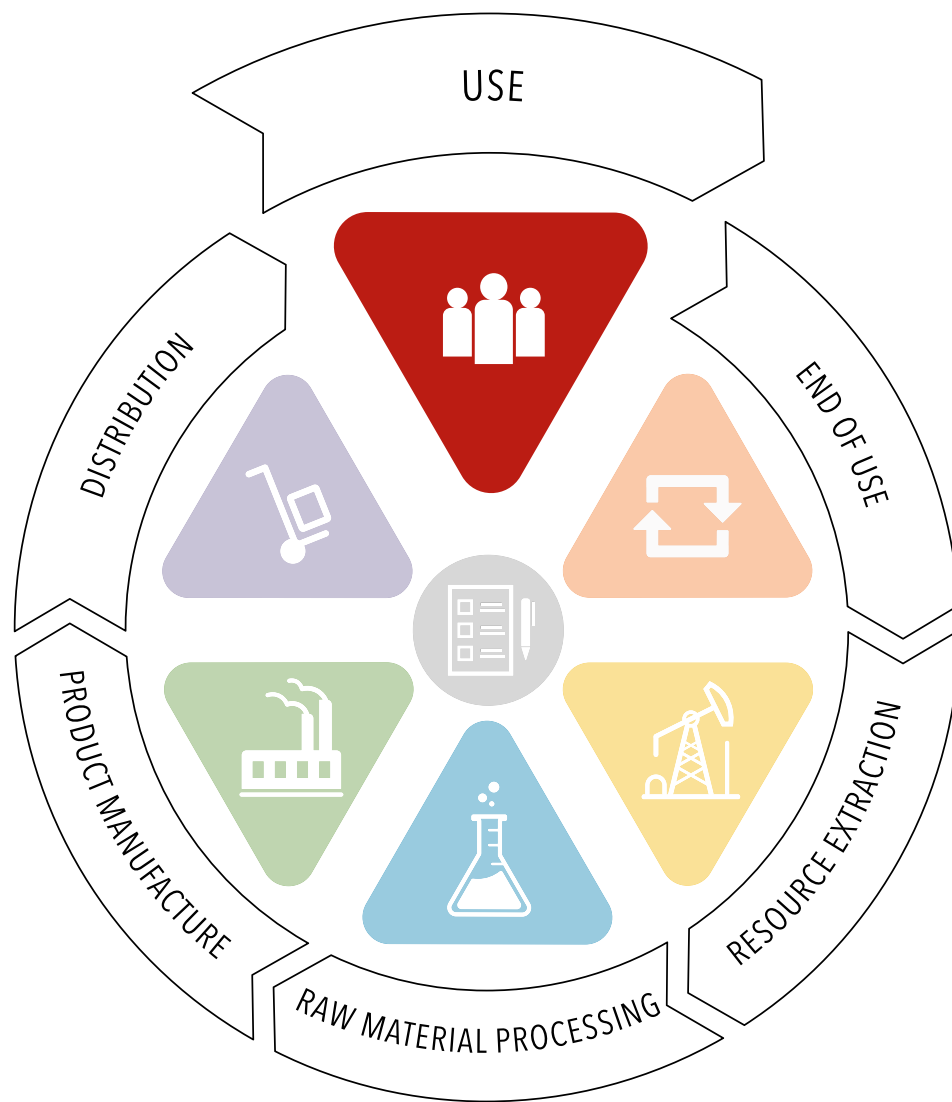 USE
END OF USE
RESOURCE EXTRACTION
RAW MATERIAL PROCESSING
PRODUCT MANUFACTURE
DISTRIBUTION